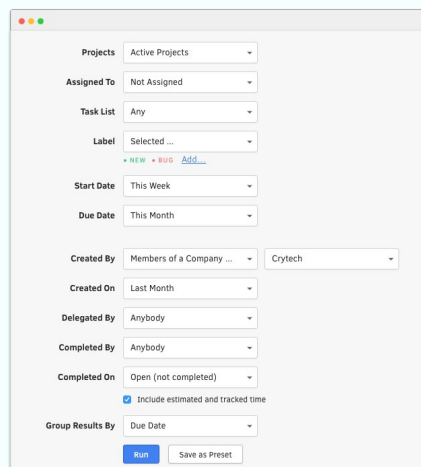 Projects Active Projects
Assigned To Not Assigned
Task List Any
Label Selected ...
NEW BUG Add...
Start Date This Week
Due Date This Month
Created By Members of a Company ... Crytech
Created On Last Month
Delegated By Anybody
Completed By Anybody
Completed On Open (not completed)
Include estimated and tracked time
Group Results By Due Date
Run Save as Preset